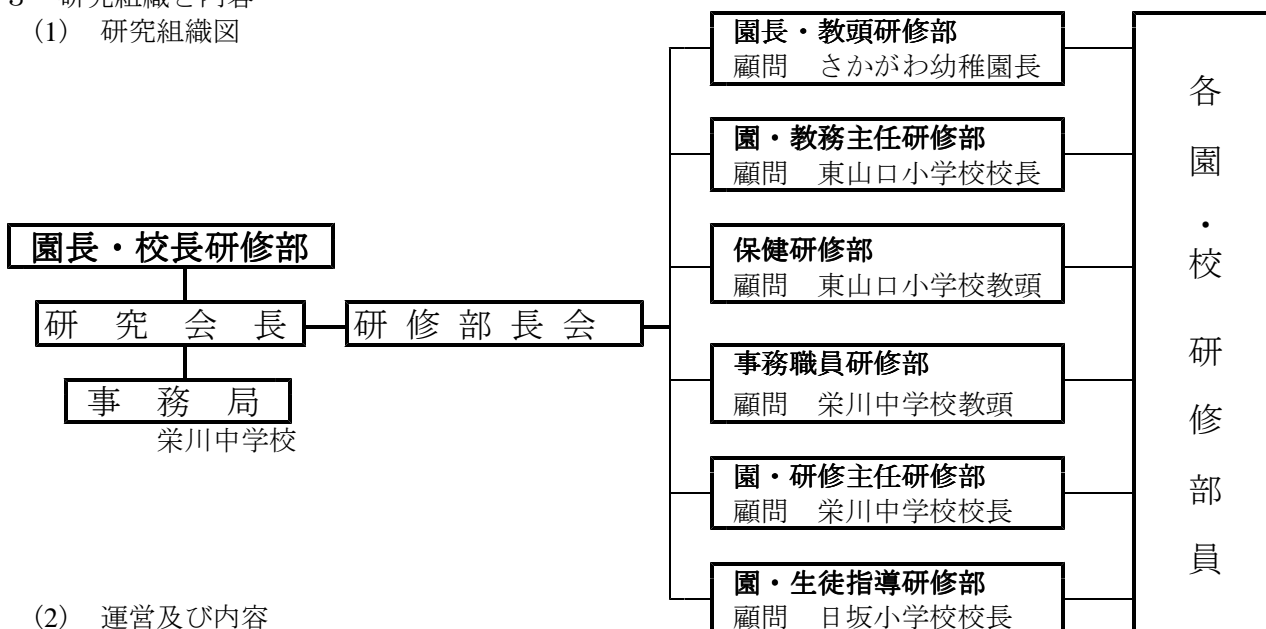 (1) 研究組織図
園長・教頭研修部
顧問 さかがわ幼稚園長
園・教務主任研修部
顧問 東山口小学校校長
保健研修部
顧問 東山口小学校教頭
事務職員研修部
顧問 栄川中学校教頭
園・研修主任研修部
顧問 栄川中学校校長
園・生徒指導研修部
顧問 日坂小学校校長
園長・校長研修部
研究会長
研修部長会
事務局
栄川中学校
各園・校研修部員
(2) 運営及び内容